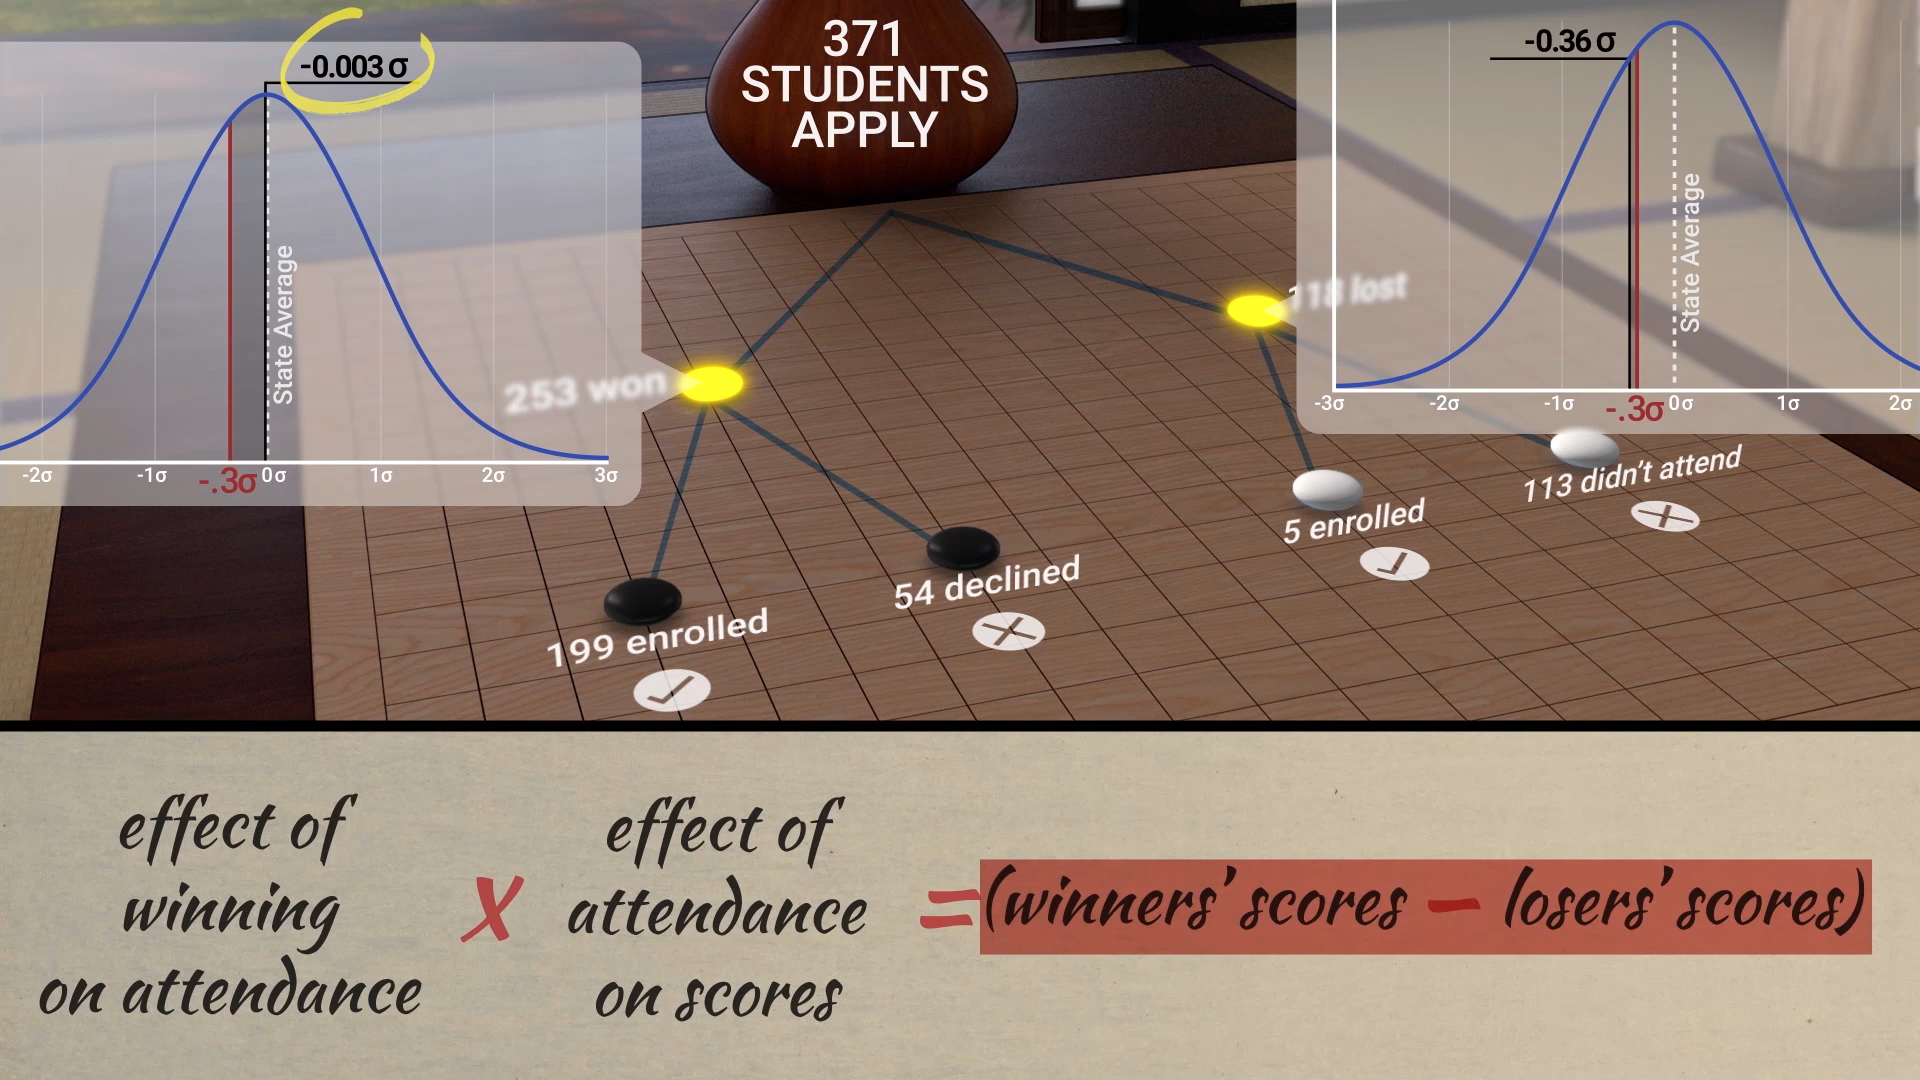 -0.003 σ
State Average
-2σ -1σ -.3σ 0σ 1σ 2σ 3σ
371
STUDENTS
APPLY
-0.36 σ
State Average
-3σ -2σ -1σ -.3σ 0σ 1σ 2σ
253 won
118 lost
199 enrolled
54 declined
5 enrolled
113 didn't attend
effect of
winning
on attendance
X
effect of
attendance
on scores
=
(winners' scores – losers' scores)